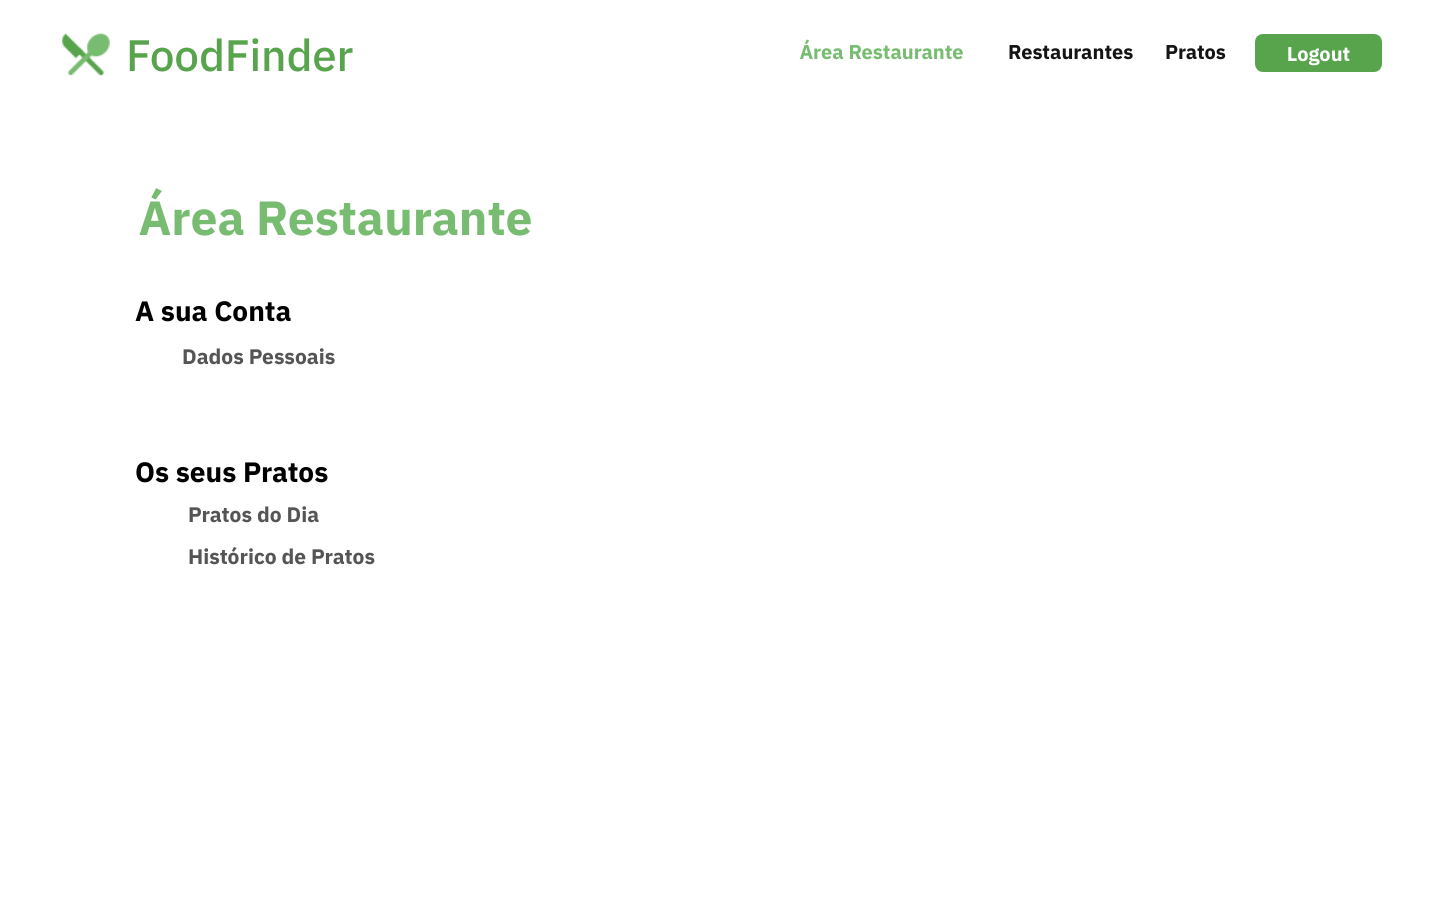 FoodFinder
Área Restaurante
Restaurantes
Pratos
Logout
Área Restaurante
A sua Conta
Dados Pessoais
Os seus Pratos
Pratos do Dia
Histórico de Pratos